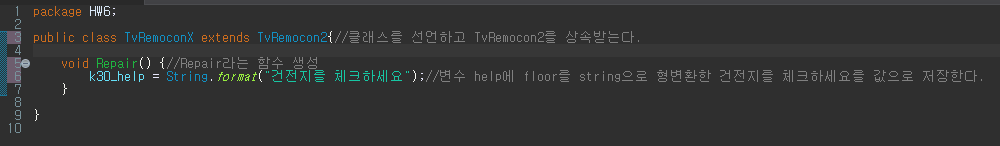 1 package HW6;
2
3 public class TvRemoconX extends TvRemocon2{//클래스를 선언하고 TvRemocon2를 상속받는다.
4
5 void Repair() {//Repair라는 함수 생성
6 k30_help = String.format("건전지를 체크하세요");//변수 help에 floor를 string으로 형변환한 건전지를 체크하세요를 값으로 저장한다.
7 }
8
9 }
10